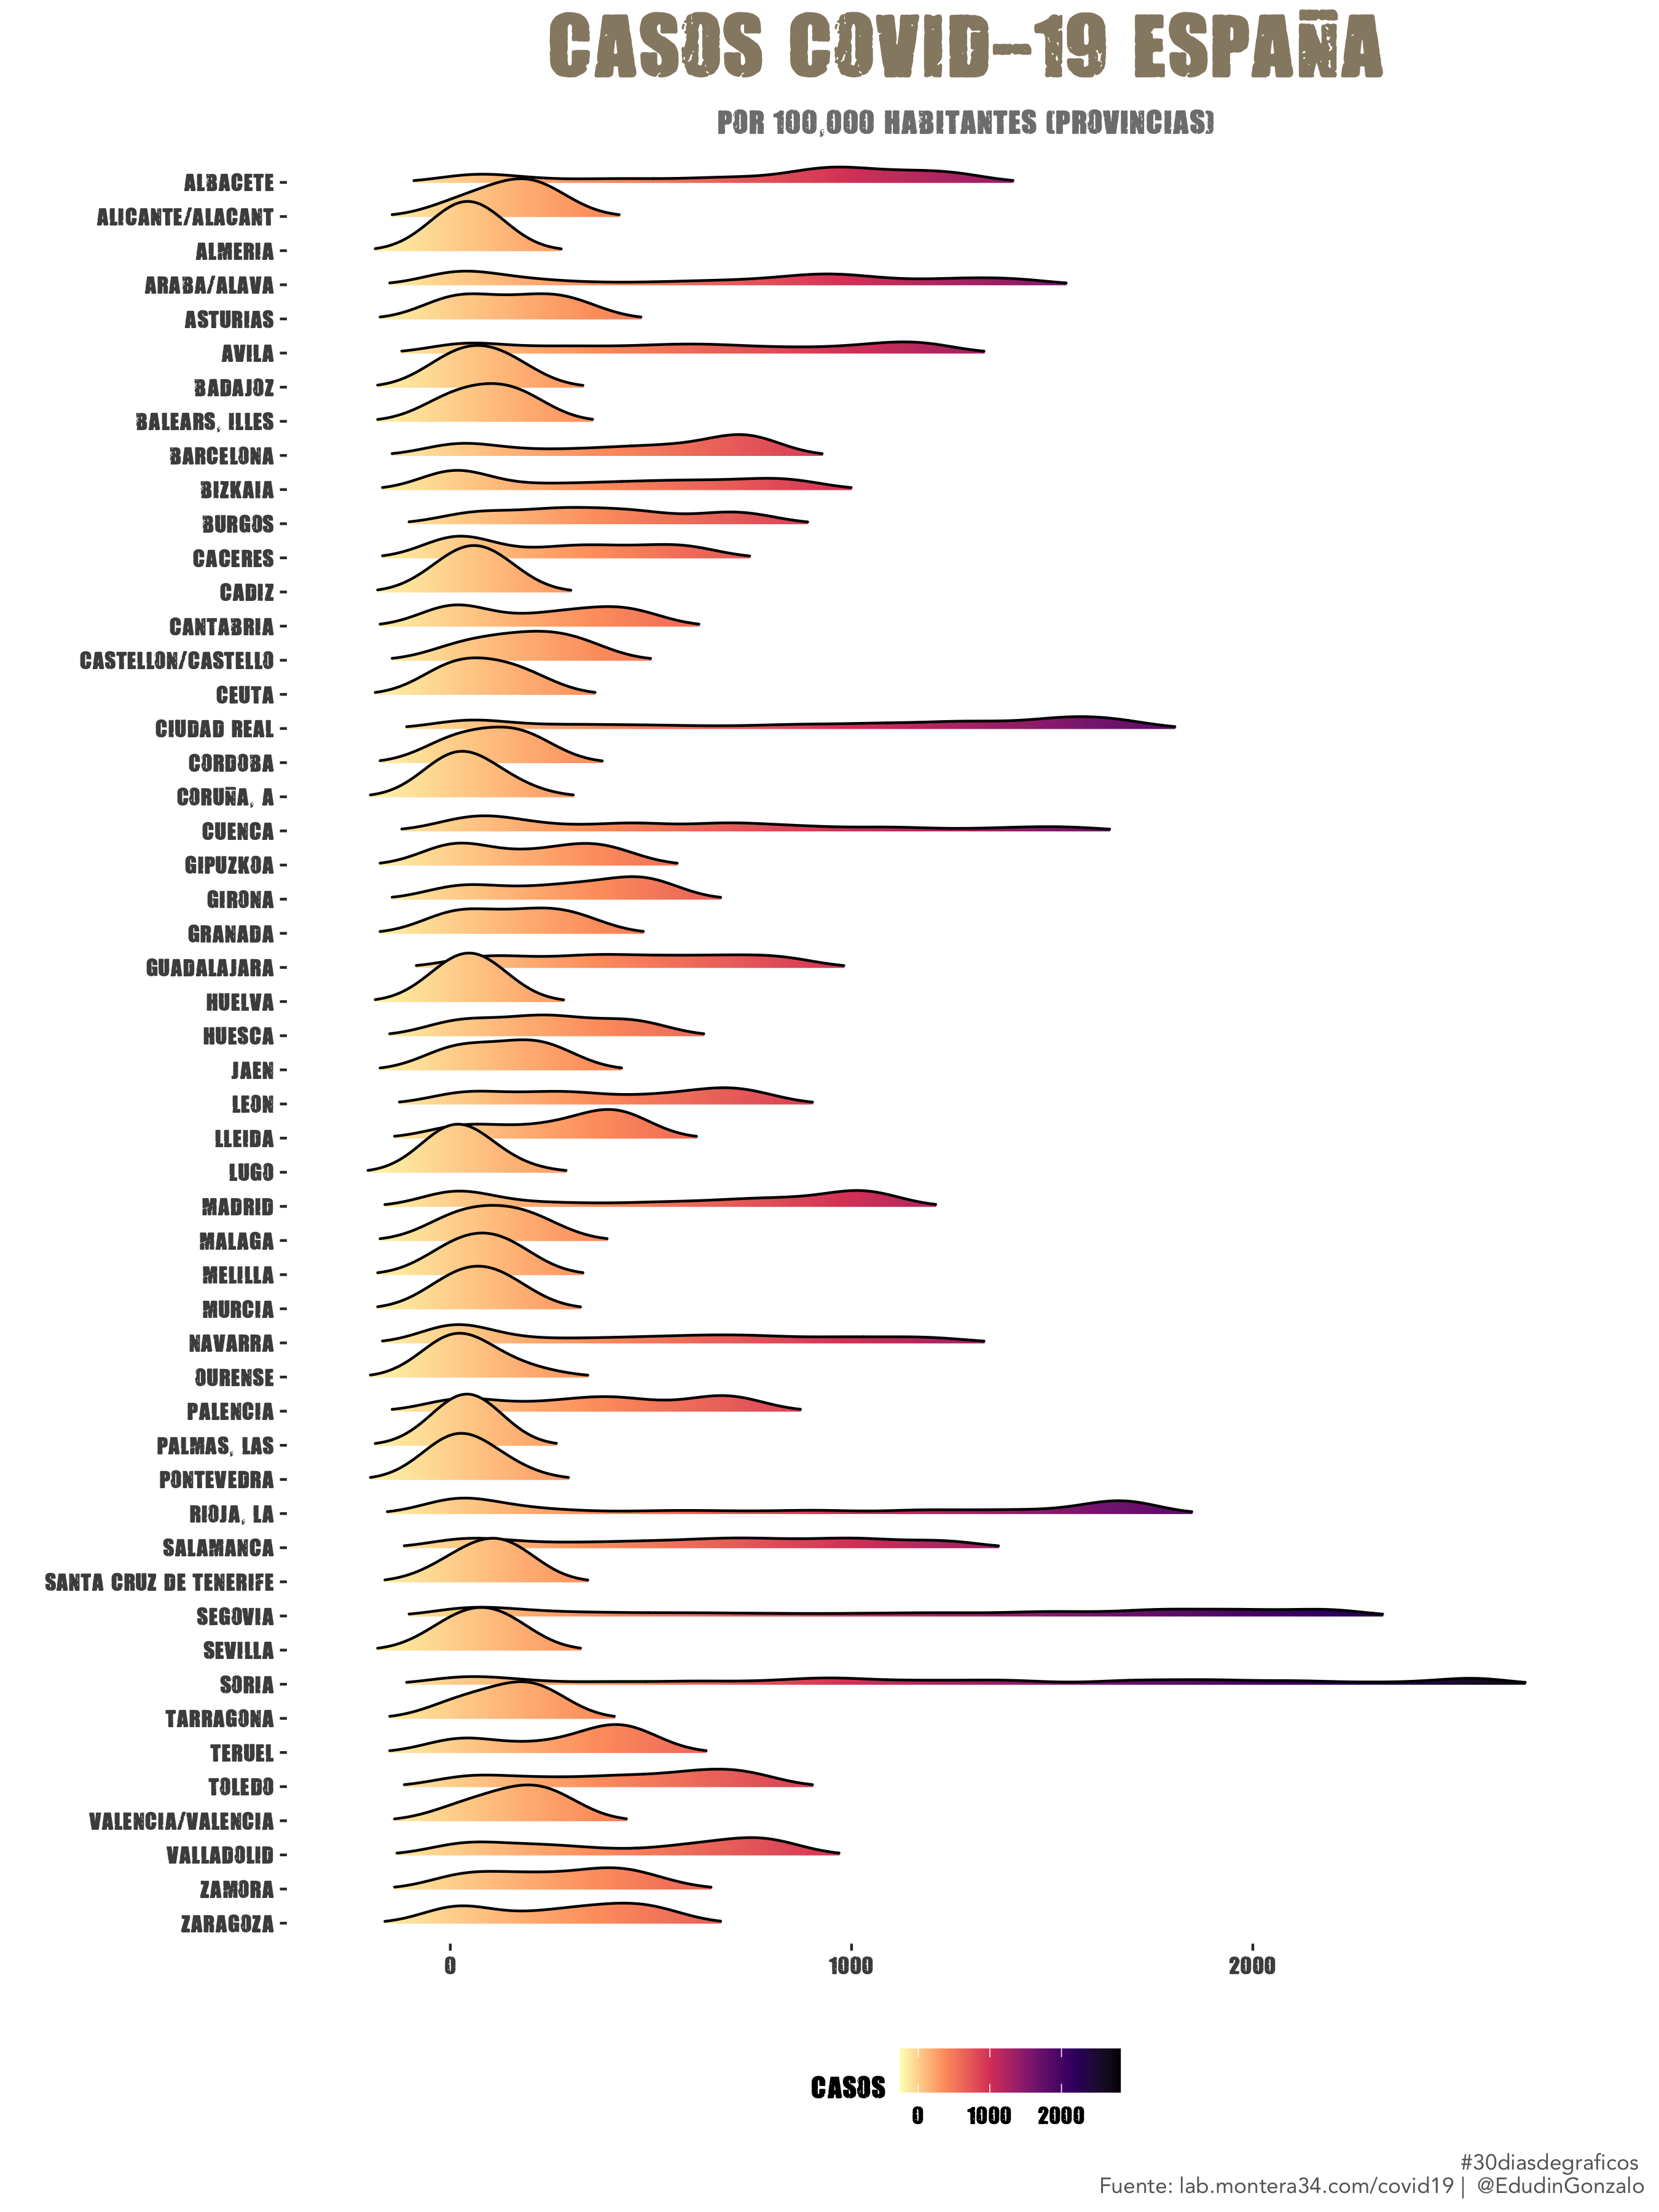 CASOS COVID-19 ESPAÑA
POR 100,000 HABITANTES (PROVINCIAS)
ALBACETE
ALICANTE/ALACANT
ALMERIA
ARABA/ALAVA
ASTURIAS
AVILA
BADAJOZ
BALEARS, ILLES
BARCELONA
BIZKAIA
BURGOS
CACERES
CADIZ
CANTABRIA
CASTELLON/CASTELLO
CEUTA
CIUDAD REAL
CORDOBA
CORUÑA, A
CUENCA
GIPUZKOA
GIRONA
GRANADA
GUADALAJARA
HUELVA
HUESCA
JAEN
LEON
LLEIDA
LUGO
MADRID
MALAGA
MELILLA
MURCIA
NAVARRA
OURENSE
PALENCIA
PALMAS, LAS
PONTEVEDRA
RIOJA, LA
SALAMANCA
SANTA CRUZ DE TENERIFE
SEGOVIA
SEVILLA
SORIA
TARRAGONA
TERUEL
TOLEDO
VALENCIA/VALENCIA
VALLADOLID
ZAMORA
ZARAGOZA
0 1000 2000
CASOS
0 1000 2000
#30diasdegraficos
Fuente: lab.montera34.com/covid19 | @EdudinGonzalo